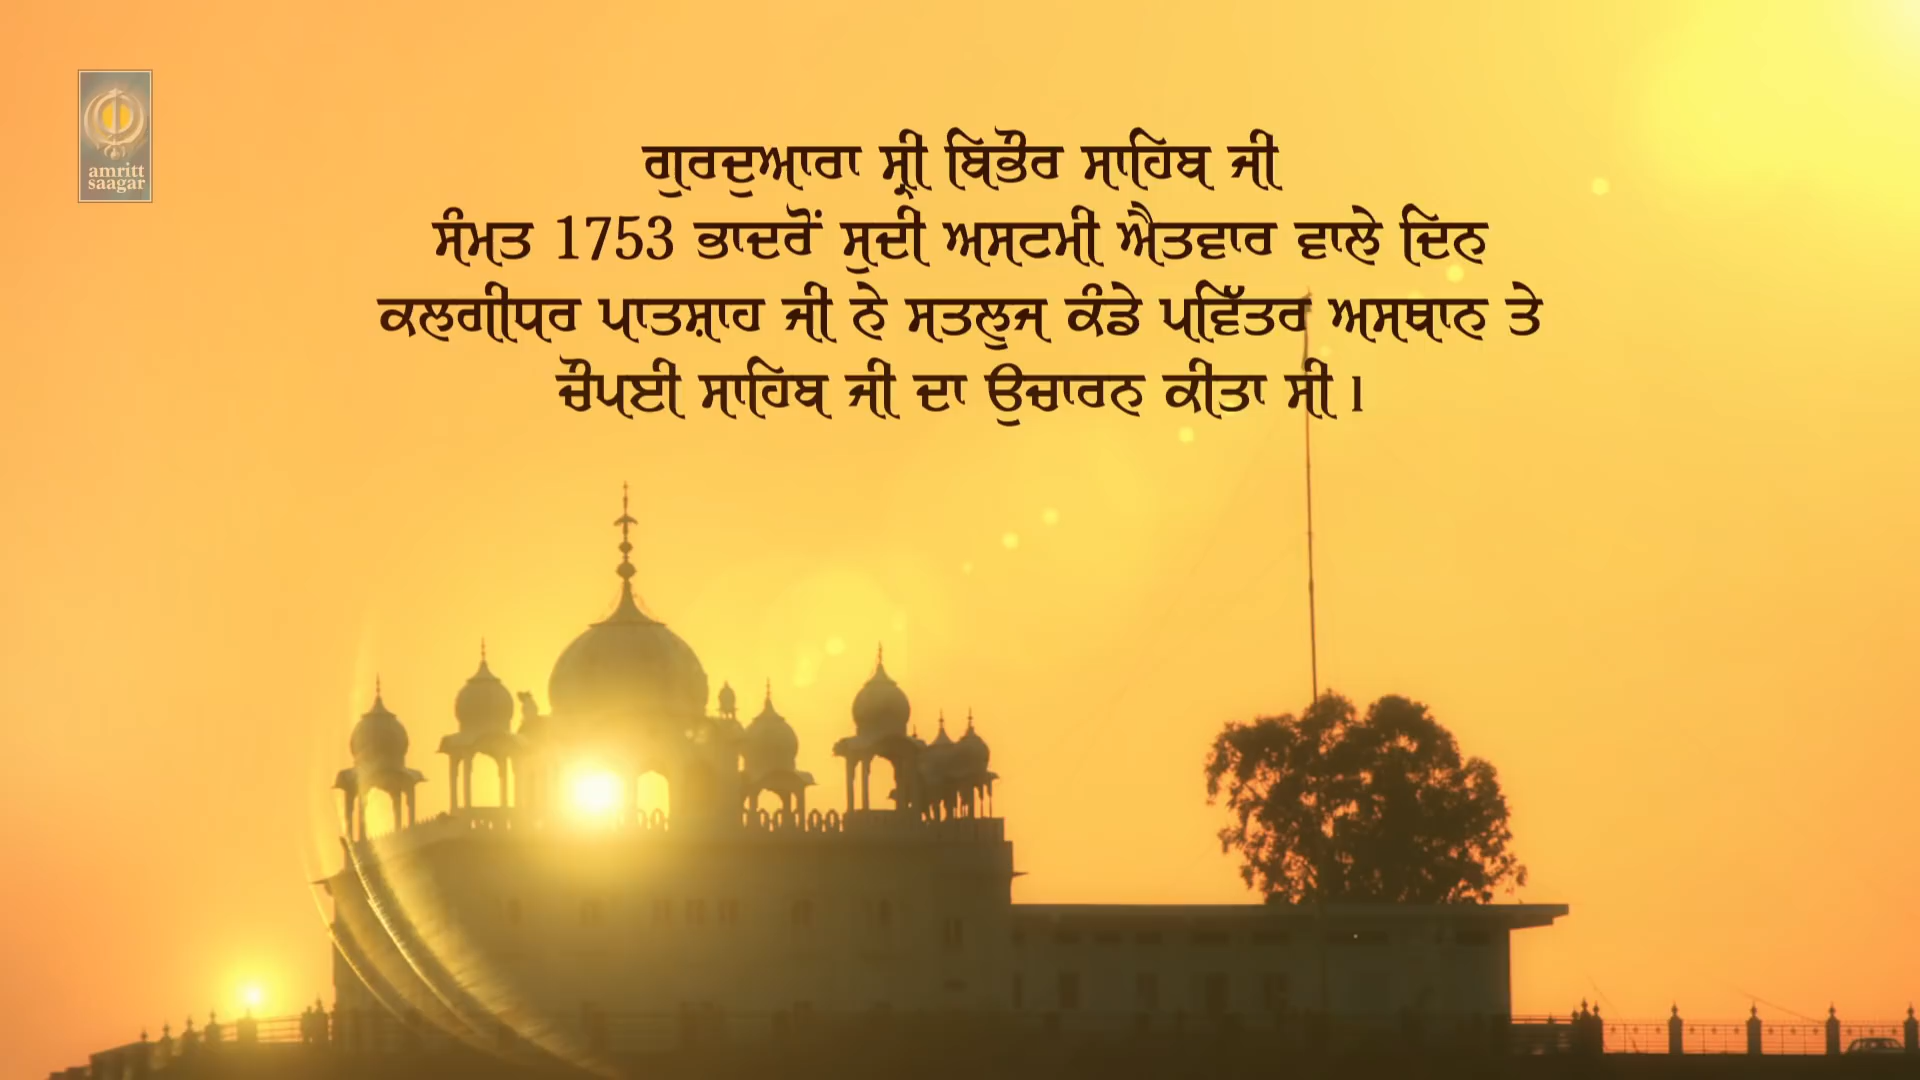 amritt
saagar
ਗੁਰਦੁਆਰਾ ਸ੍ਰੀ ਬਿਭੌਰ ਸਾਹਿਬ ਜੀ
ਸੰਮਤ 1753 ਭਾਦਰੋਂ ਸੁਦੀ ਅਸਟਮੀ ਐਤਵਾਰ ਵਾਲੇ ਦਿਨ
ਕਲਗੀਧਰ ਪਾਤਸ਼ਾਹ ਜੀ ਨੇ ਸਤਲੁਜ ਕੰਡੇ ਪਵਿੱਤਰ ਅਸਥਾਨ ਤੇ
ਚੌਪਈ ਸਾਹਿਬ ਜੀ ਦਾ ਉਚਾਰਨ ਕੀਤਾ ਸੀ।